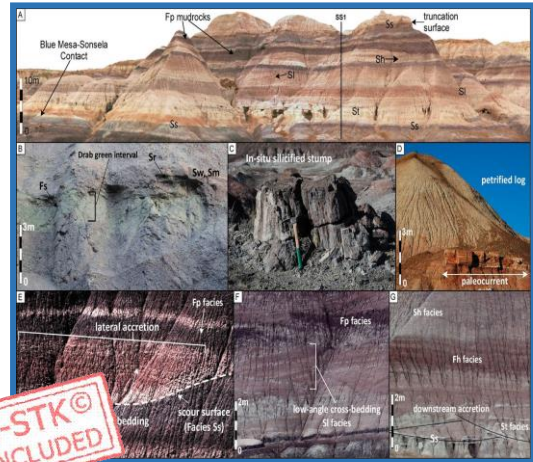 A
SS1
Fp mudrocks
Ss
truncation
surface
Blue Mesa-Sonsela
Contact
Sh
10m
Sl
Sl
St
0
Ss
Ss
B
Drab green interval
Sr
Sw, Sm
Fs
3m
0
C
In-situ silicified stump
D
petrified log
3m
paleocurrent
0
E
Fp facies
lateral accretion
scour surface
(Facies Ss)
bedding
F
Fp facies
2m
low-angle cross-bedding
Sl facies
0
G
Sh facies
Fh facies
2m
downstream accretion
Ss
St facies
0
-STK©
INCLUDED